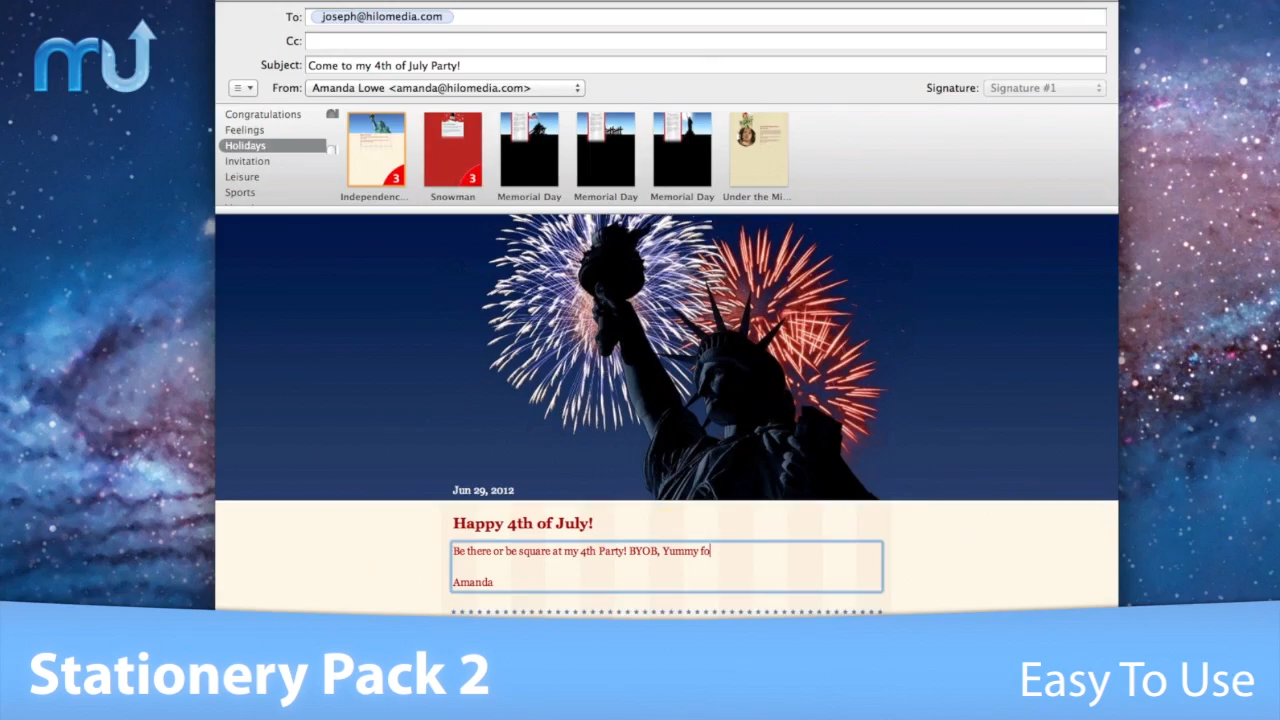 MU
To: joseph@hilomedia.com
Cc:
Subject: Come to my 4th of July Party!
From: Amanda Lowe <amanda@hilomedia.com> Signature: Signature #1
Congratulations
Feelings
Holidays
Invitation
Leisure
Sports
3 3
Independenc... Snowman Memorial Day Memorial Day Memorial Day Under the Mi...
Jun 29, 2012
Happy 4th of July!
Be there or be square at my 4th Party! BYOB, Yummy fo
Amanda
Stationery Pack 2 Easy To Use